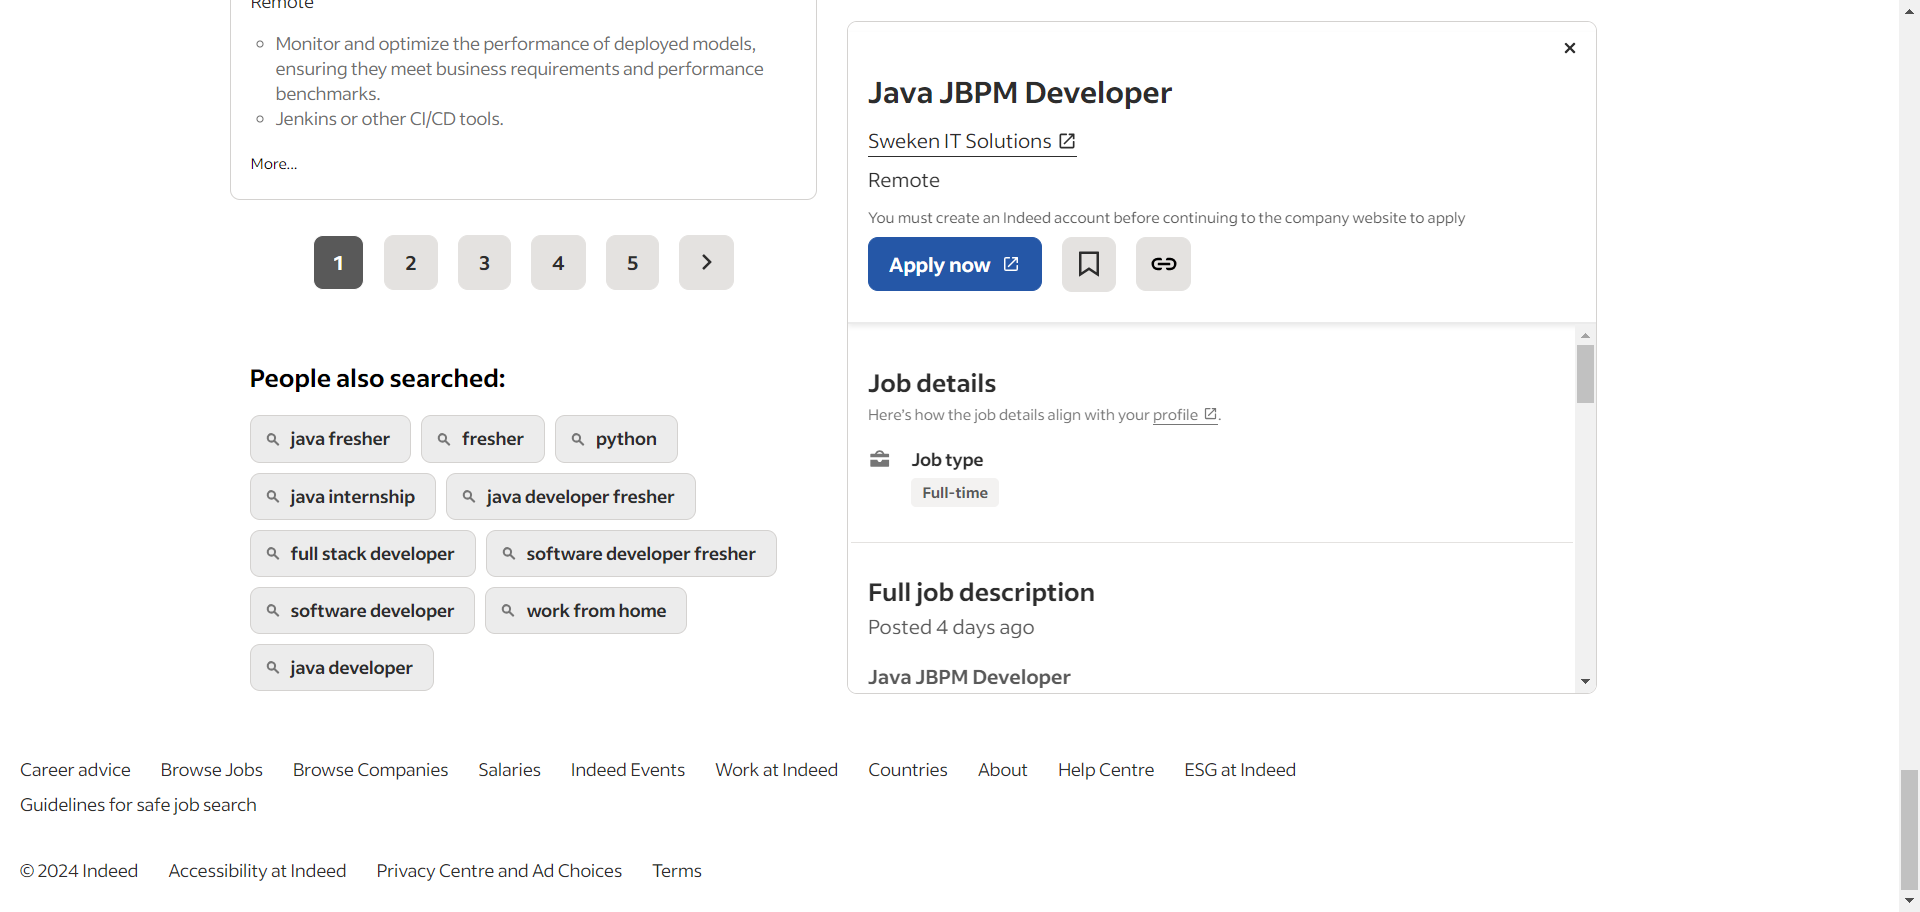 Remote
Monitor and optimize the performance of deployed models,
ensuring they meet business requirements and performance
benchmarks.
Jenkins or other CI/CD tools.
More...
1 2 3 4 5
People also searched:
java fresher
fresher
python
java internship
java developer fresher
full stack developer
software developer fresher
software developer
work from home
java developer
Java JBPM Developer
Sweken IT Solutions
Remote
You must create an Indeed account before continuing to the company website to apply
Apply now
Job details
Here's how the job details align with your profile.
Job type
Full-time
Full job description
Posted 4 days ago
Java JBPM Developer
Career advice Browse Jobs Browse Companies Salaries Indeed Events Work at Indeed Countries About Help Centre ESG at Indeed
Guidelines for safe job search
© 2024 Indeed Accessibility at Indeed Privacy Centre and Ad Choices Terms